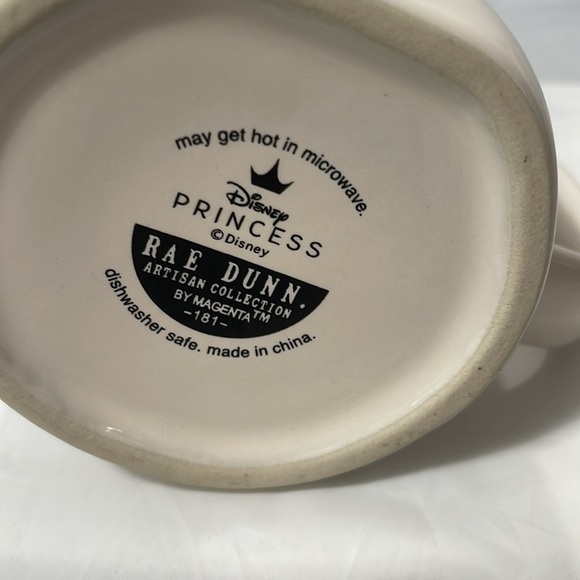 may get hot in microwave.
Disney
PRINCESS
©Disney
RAE DUNN.
ARTISAN COLLECTION
BY MAGENTA™
-181-
dishwasher safe. made in china.